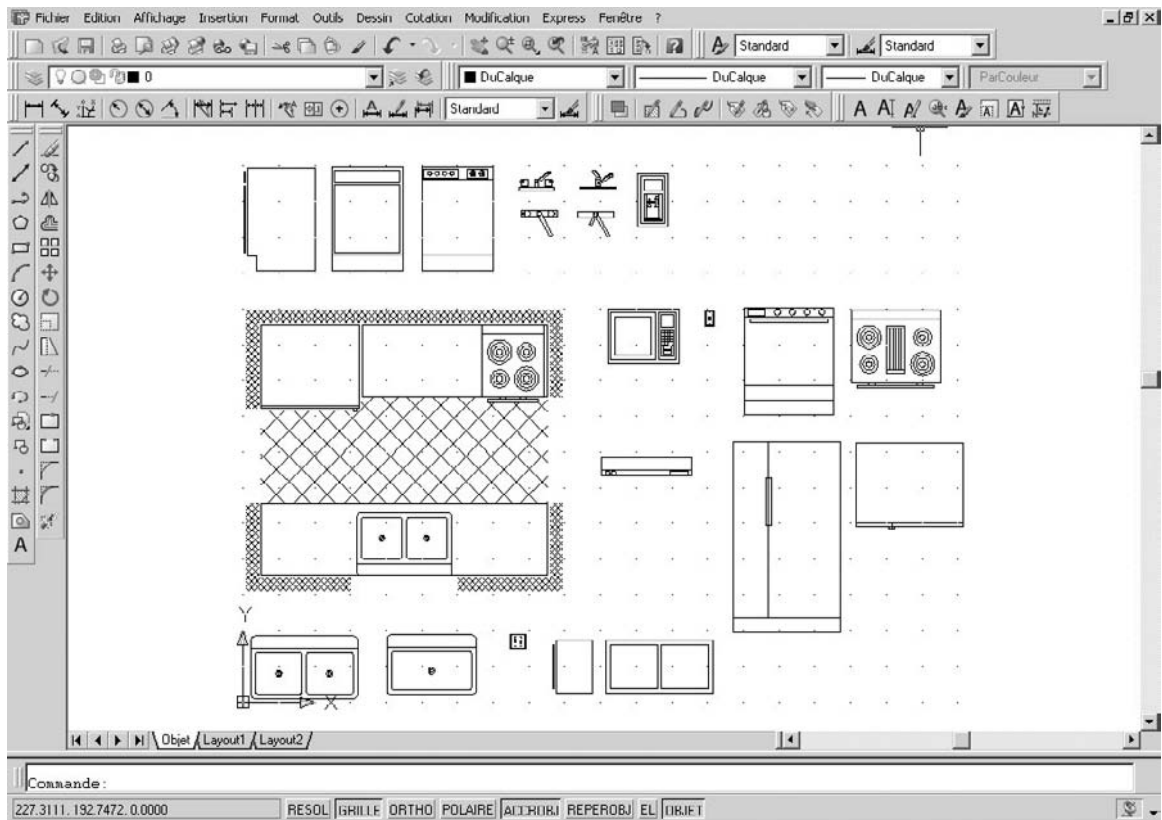 Fichier Edition Affichage Insertion Format Outils Dessin Cotation Modification Express Fenêtre ?
Standard Standard
0 DuCalque DuCalque DuCalque ParCouleur
Standard
A
Y
X
Objet Layout1 Layout2
Commande:
227.3111, 192.7472, 0.0000 RESOL GRILLE ORTHO POLAIRE ACCROBJ REPEROBJ EL OBJET